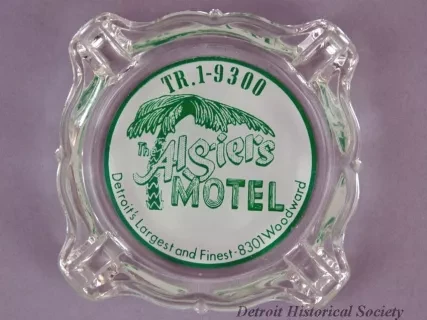 TR.1-9300
The
Algiers
MOTEL
Detroit's Largest and Finest-8301 Woodward
Detroit Historical Society